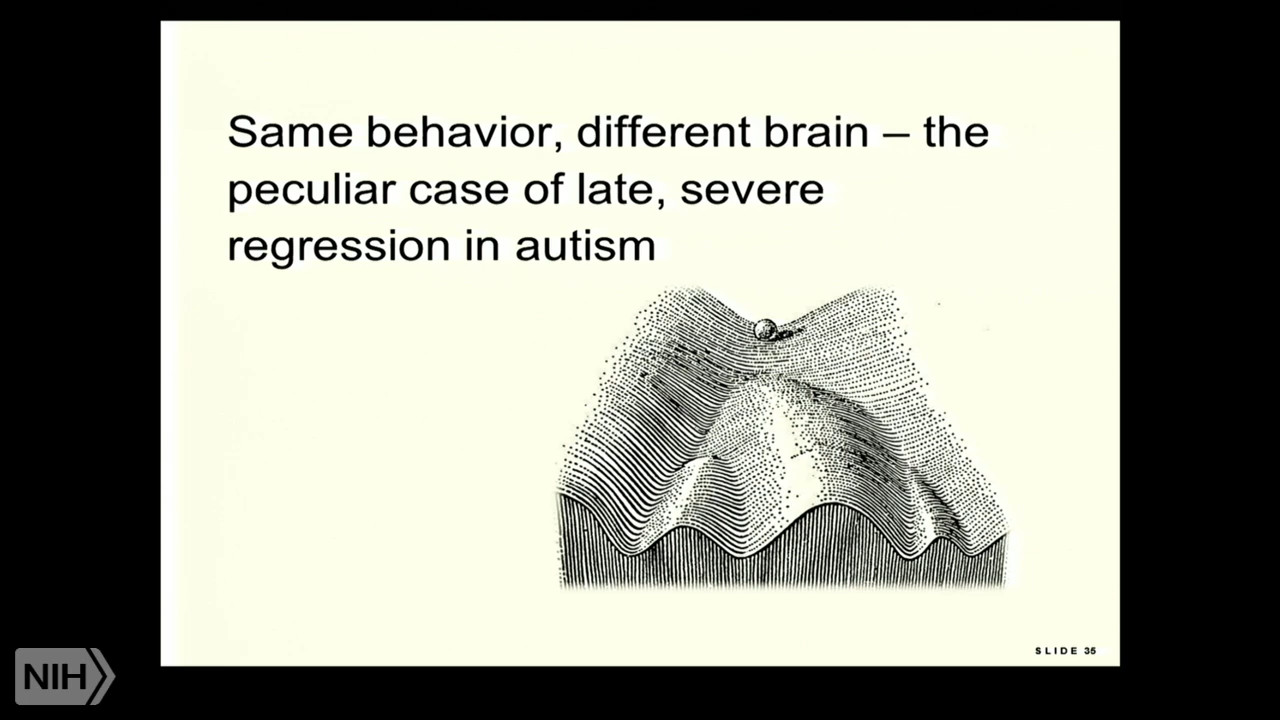 Same behavior, different brain – the
peculiar case of late, severe
regression in autism
SLIDE 35
NIH